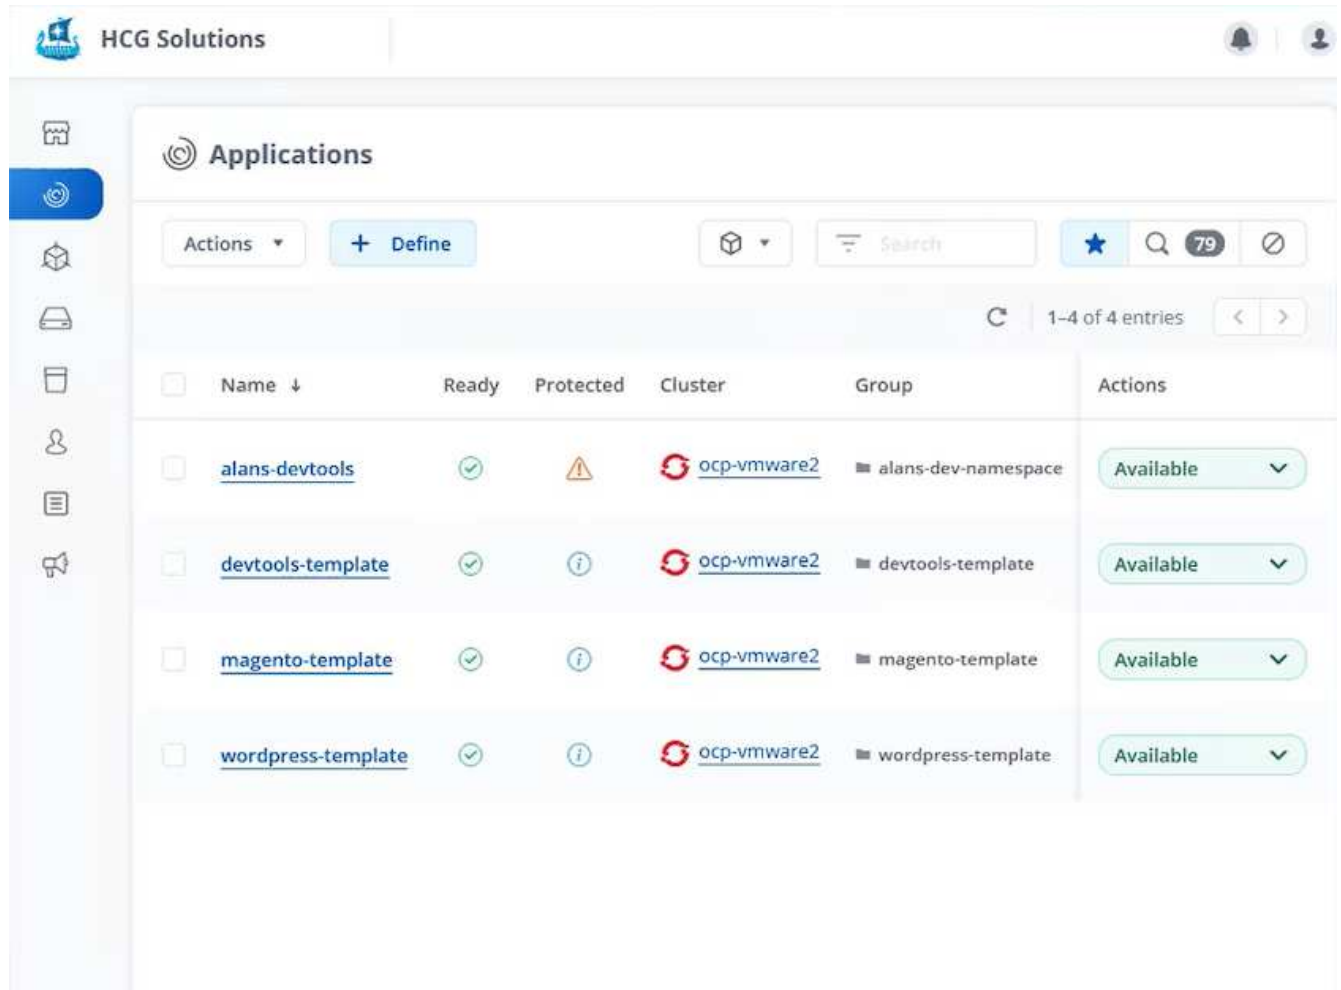 HCG Solutions
Applications
Actions
+ Define
Search
79
1–4 of 4 entries
Name ↓ Ready Protected Cluster Group Actions
alans-devtools ocp-vmware2 alans-dev-namespace Available
devtools-template ocp-vmware2 devtools-template Available
magento-template ocp-vmware2 magento-template Available
wordpress-template ocp-vmware2 wordpress-template Available